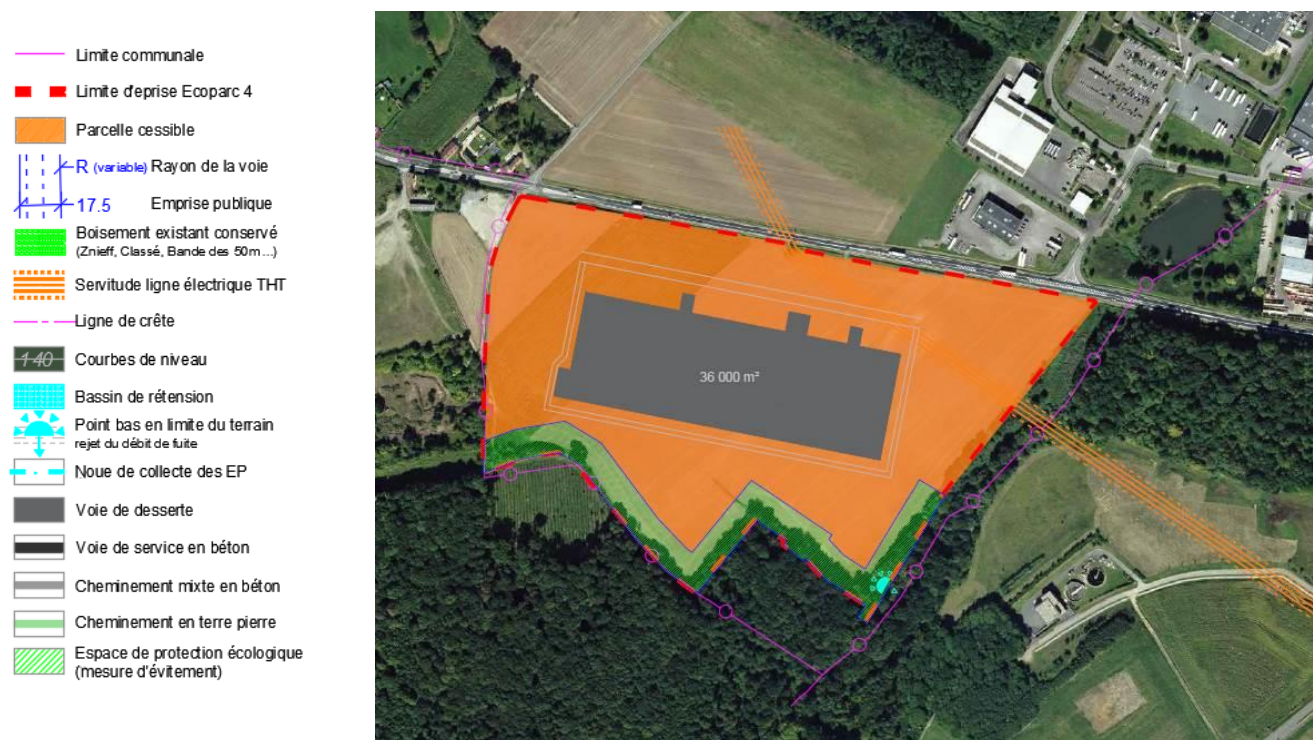 Limite communale
Limite d'eprise Ecoparc 4
Parcelle cessible
R (variable) Rayon de la voie
17.5 Emprise publique
Boisement existant conservé
(Znieff, Classé, Bande des 50m...)
Servitude ligne électrique THT
Ligne de crête
140 Courbes de niveau
Bassin de rétention
Point bas en limite du terrain
rejet du débit de fuite
Noue de collecte des EP
Voie de desserte
Voie de service en béton
Cheminement mixte en béton
Cheminement en terre pierre
Espace de protection écologique
(mesure d'évitement)
36 000 m²